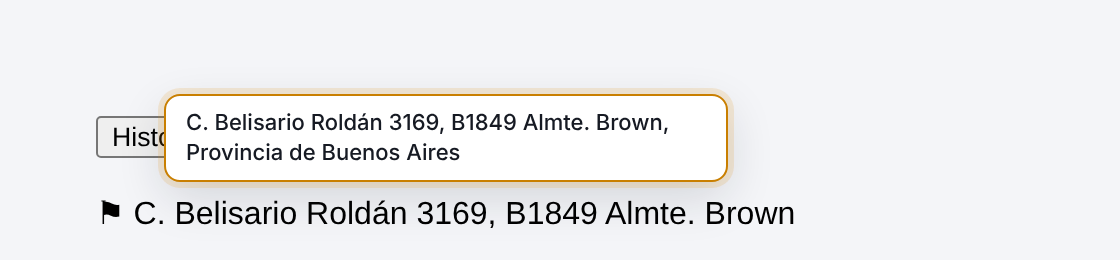 C. Belisario Roldán 3169, B1849 Almte. Brown,
Provincia de Buenos Aires
⚑ C. Belisario Roldán 3169, B1849 Almte. Brown